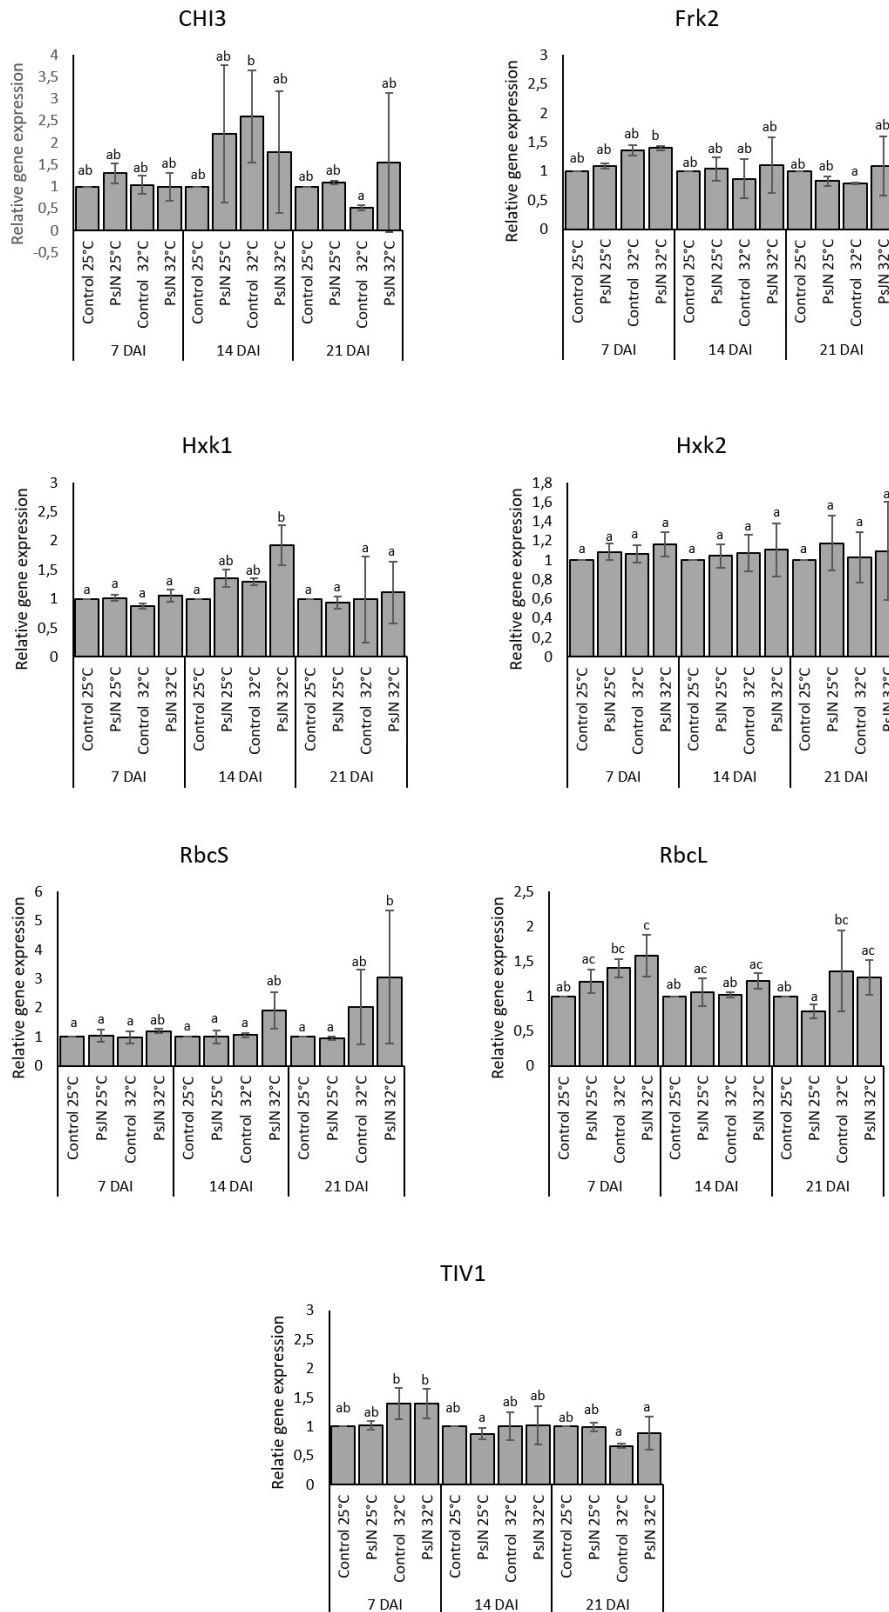 CHI3
Relative gene expression
4
3,5
3
2,5
2
1,5
1
0,5
0
-0,5
ab ab ab ab ab ab b ab ab ab a ab
Control 25°C PsJN 25°C Control 32°C PsJN 32°C Control 25°C PsJN 25°C Control 32°C PsJN 32°C Control 25°C PsJN 25°C Control 32°C PsJN 32°C
7 DAI 14 DAI 21 DAI
Frk2
Relative gene expression
3
2,5
2
1,5
1
0,5
0
ab ab ab b ab ab ab ab ab ab a ab
Control 25°C PsJN 25°C Control 32°C PsJN 32°C Control 25°C PsJN 25°C Control 32°C PsJN 32°C Control 25°C PsJN 25°C Control 32°C PsJN 32°C
7 DAI 14 DAI 21 DAI
Hxk1
Relative gene expression
3
2,5
2
1,5
1
0,5
0
a a a a a ab ab b a a a a
Control 25°C PsJN 25°C Control 32°C PsJN 32°C Control 25°C PsJN 25°C Control 32°C PsJN 32°C Control 25°C PsJN 25°C Control 32°C PsJN 32°C
7 DAI 14 DAI 21 DAI
Hxk2
Realtive gene expression
1,8
1,6
1,4
1,2
1
0,8
0,6
0,4
0,2
0
a a a a a a a a a a a a
Control 25°C PsJN 25°C Control 32°C PsJN 32°C Control 25°C PsJN 25°C Control 32°C PsJN 32°C Control 25°C PsJN 25°C Control 32°C PsJN 32°C
7 DAI 14 DAI 21 DAI
RbcS
Relative gene expression
6
5
4
3
2
1
0
a a a ab a a a ab a a ab b
Control 25°C PsJN 25°C Control 32°C PsJN 32°C Control 25°C PsJN 25°C Control 32°C PsJN 32°C Control 25°C PsJN 25°C Control 32°C PsJN 32°C
7 DAI 14 DAI 21 DAI
RbcL
Relative gene expression
2,5
2
1,5
1
0,5
0
ab ac bc c ab ac ab ac ab a bc ac
Control 25°C PsJN 25°C Control 32°C PsJN 32°C Control 25°C PsJN 25°C Control 32°C PsJN 32°C Control 25°C PsJN 25°C Control 32°C PsJN 32°C
7 DAI 14 DAI 21 DAI
TIV1
Relatie gene expression
3
2,5
2
1,5
1
0,5
0
ab ab b b ab a ab ab ab ab a a
Control 25°C PsJN 25°C Control 32°C PsJN 32°C Control 25°C PsJN 25°C Control 32°C PsJN 32°C Control 25°C PsJN 25°C Control 32°C PsJN 32°C
7 DAI 14 DAI 21 DAI